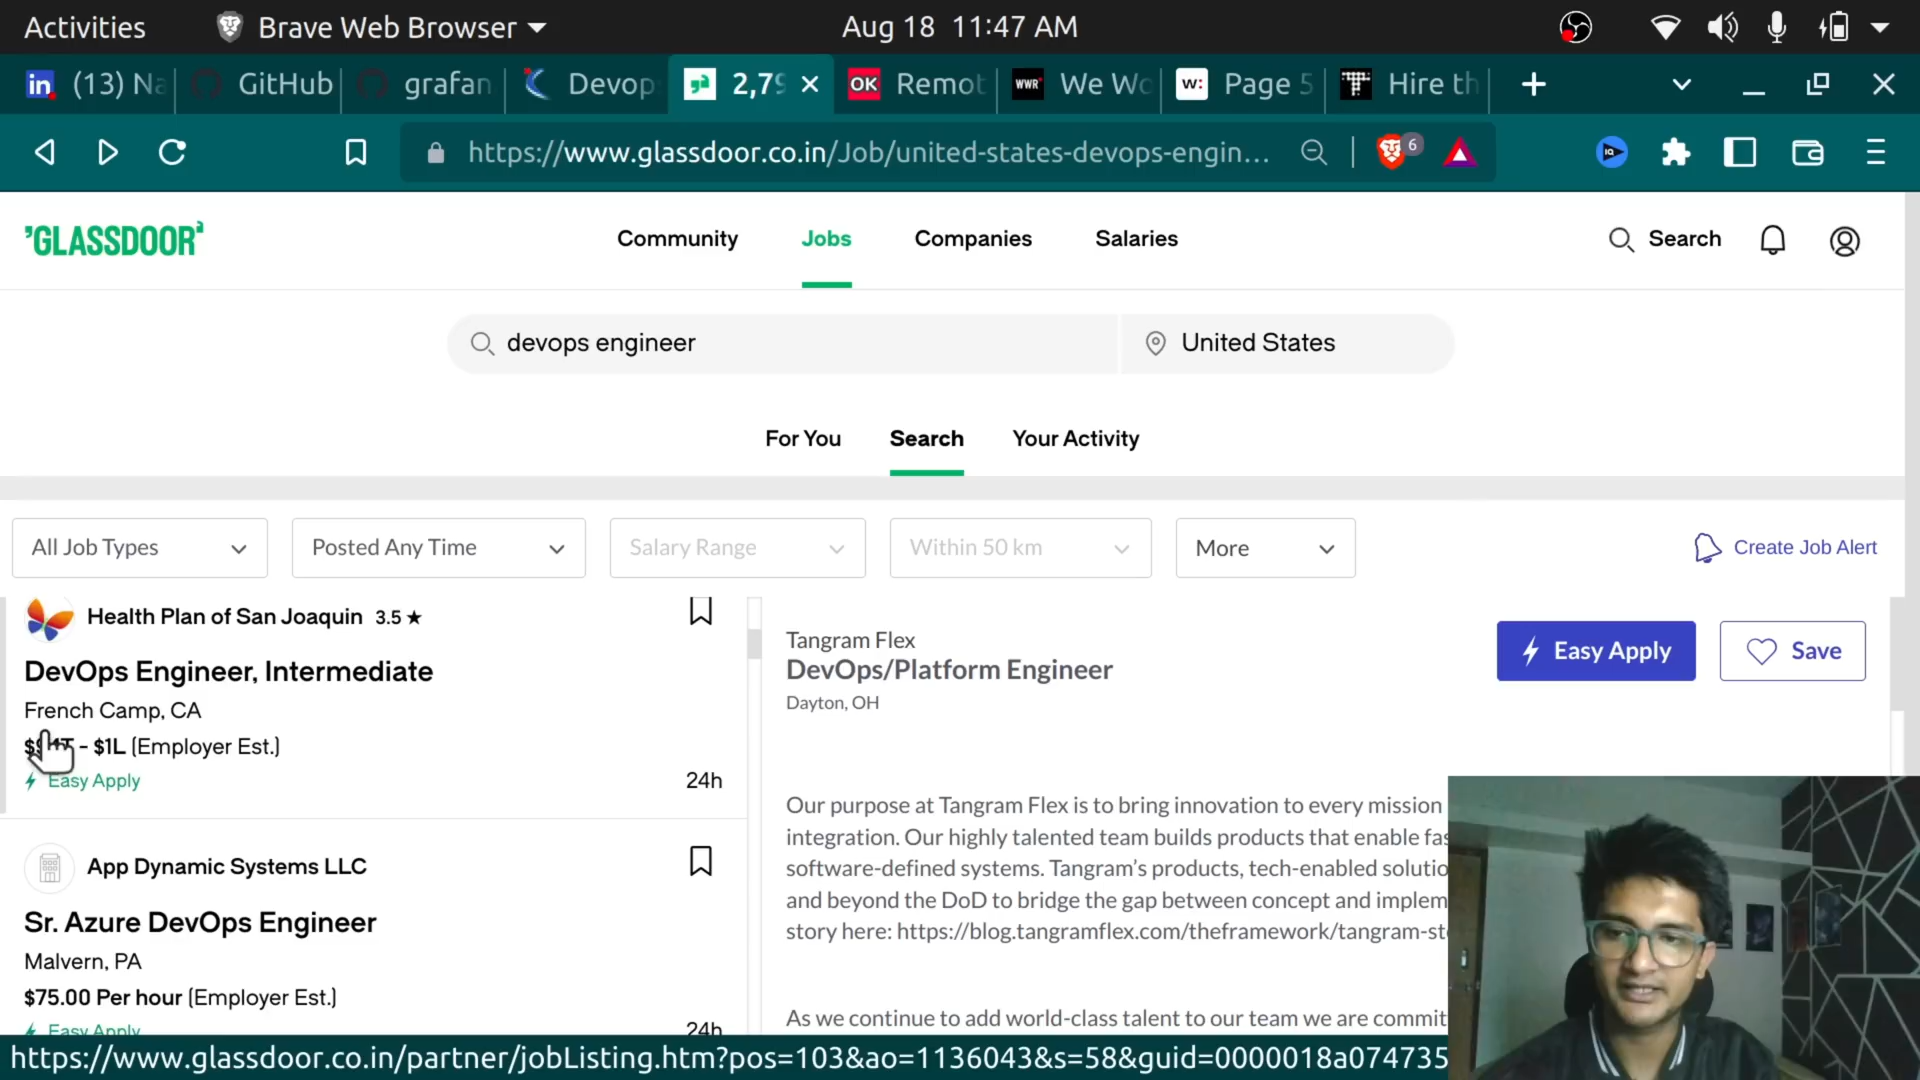 Activities
Brave Web Browser
Aug 18 11:47 AM
in (13) Na
GitHub
grafan
Devop
2,79
OK Remot
WWR We Wo
w: Page 5
Hire th
https://www.glassdoor.co.in/Job/united-states-devops-engin...
6
IQ
'GLASSDOOR'
Community
Jobs
Companies
Salaries
Search
devops engineer
United States
For You
Search
Your Activity
All Job Types
Posted Any Time
Salary Range
Within 50 km
More
Create Job Alert
Health Plan of San Joaquin 3.5 ★
DevOps Engineer, Intermediate
French Camp, CA
- $1L (Employer Est.)
Easy Apply
24h
App Dynamic Systems LLC
Sr. Azure DevOps Engineer
Malvern, PA
$75.00 Per hour (Employer Est.)
Easy Apply
24h
Tangram Flex
DevOps/Platform Engineer
Dayton, OH
Easy Apply
Save
Our purpose at Tangram Flex is to bring innovation to every mission
integration. Our highly talented team builds products that enable fas
software-defined systems. Tangram's products, tech-enabled solutio
and beyond the DoD to bridge the gap between concept and implem
story here: https://blog.tangramflex.com/theframework/tangram-st
As we continue to add world-class talent to our team we are commit
https://www.glassdoor.co.in/partner/jobListing.htm?pos=103&ao=1136043&s=58&guid=0000018a074735